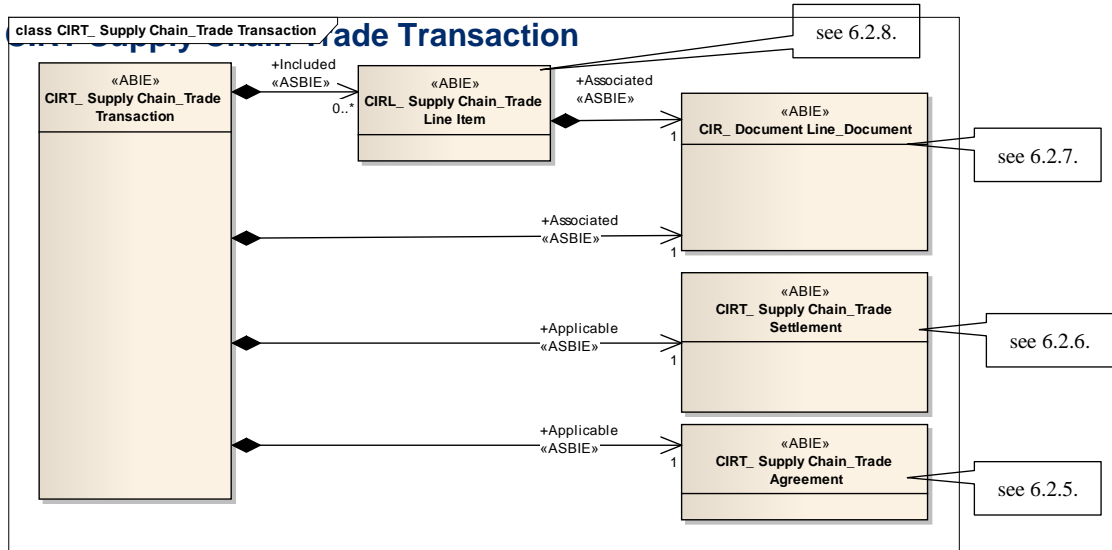 CIRT_ Supply Chain_Trade Transaction
class CIRT_ Supply Chain_Trade Transaction
see 6.2.8.
«ABIE»
CIRT_ Supply Chain_Trade
Transaction
+Included
«ASBIE»
0..*
«ABIE»
CIRL_ Supply Chain_Trade
Line Item
+Associated
«ASBIE»
1
«ABIE»
CIR_ Document Line_Document
see 6.2.7.
+Associated
«ASBIE»
1
«ABIE»
CIRT_ Supply Chain_Trade
Settlement
see 6.2.6.
+Applicable
«ASBIE»
1
«ABIE»
CIRT_ Supply Chain_Trade
Agreement
see 6.2.5.
+Applicable
«ASBIE»
1